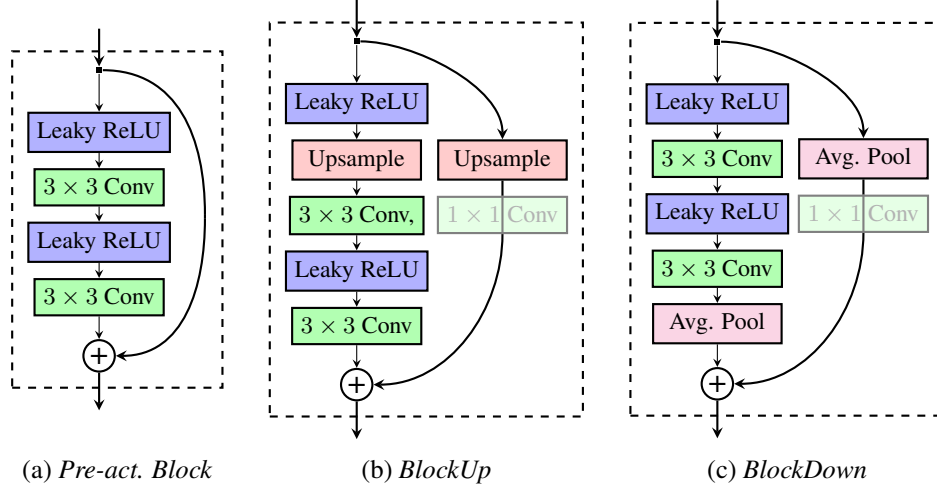 Leaky ReLU
3 × 3 Conv
Leaky ReLU
3 × 3 Conv
+
(a) Pre-act. Block
Leaky ReLU
Upsample
3 × 3 Conv,
Leaky ReLU
3 × 3 Conv
+
Upsample
1 × 1 Conv
(b) BlockUp
Leaky ReLU
3 × 3 Conv
Leaky ReLU
3 × 3 Conv
Avg. Pool
+
Avg. Pool
1 × 1 Conv
(c) BlockDown